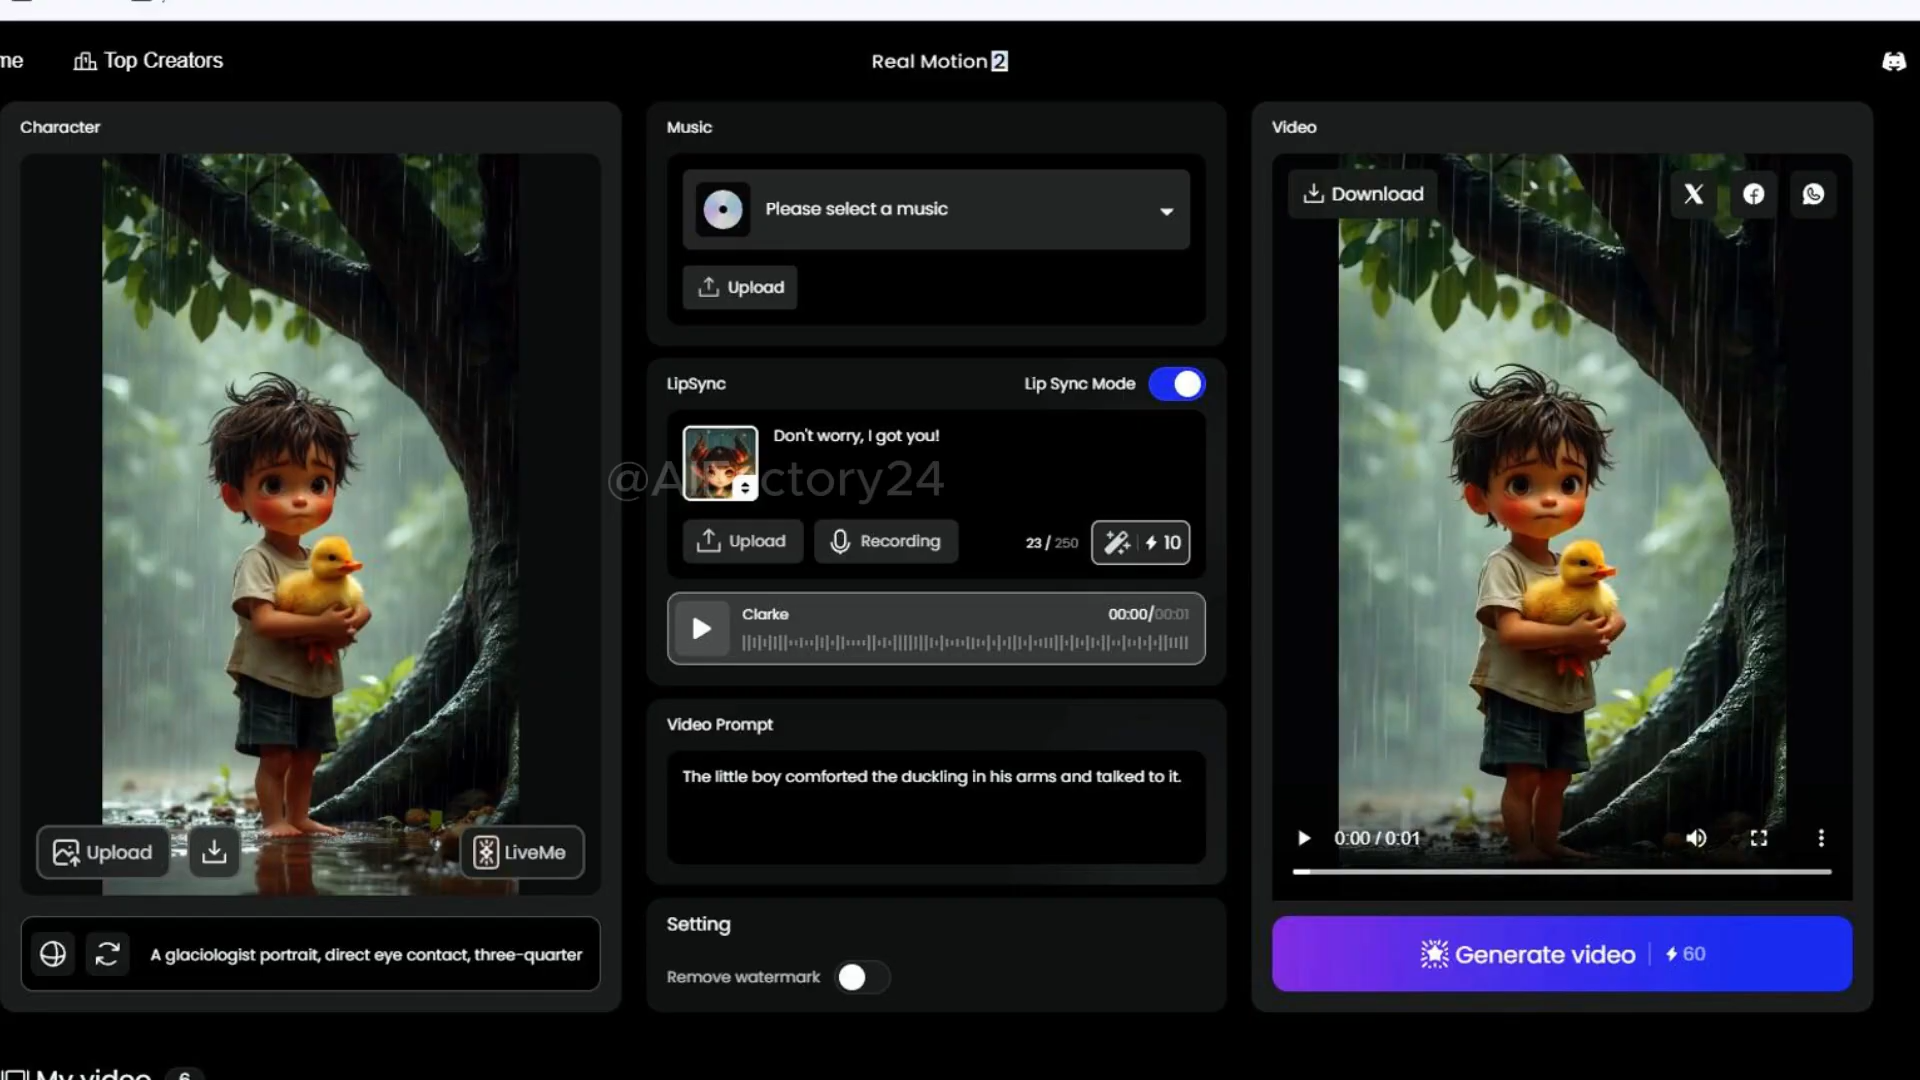 me
Top Creators
Real Motion 2
Character
Upload
LiveMe
A glaciologist portrait, direct eye contact, three-quarter
Music
Please select a music
Upload
LipSync
Lip Sync Mode
Don't worry, I got you!
@AIFactory24
Upload
Recording
23 / 250
10
Clarke
00:00/00:01
Video Prompt
The little boy comforted the duckling in his arms and talked to it.
Setting
Remove watermark
Video
Download
0:00 / 0:01
Generate video
60
My video
6